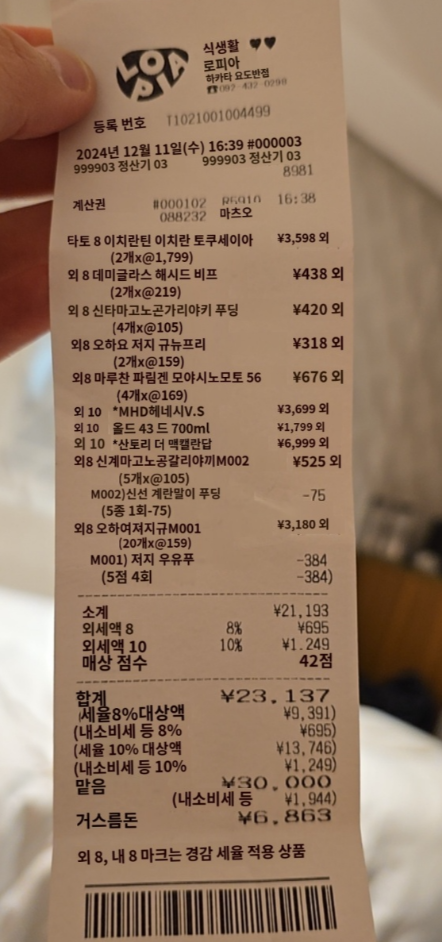 LOPIA
식생활 ♥♥
로피아
하카타 요도반점
☎092-432-0290
등록 번호 T1021001004499
2024년 12월 11일(수) 16:39 #000003
999903 정산기 03 999903 정산기 03
8981
계산권 #000102 R5910 16:38
088232 마츠오
타토 8 이치란틴 이치란 토쿠세이아 ¥3,598 외
(2개x@1,799)
외 8 데미글라스 해시드 비프 ¥438 외
(2개x@219)
외 8 신타마고노곤가리야키 푸딩 ¥420 외
(4개x@105)
외8 오하요 저지 규뉴프리 ¥318 외
(2개x@159)
외 8 마루찬 파림겐 모야시노모토 56 ¥676 외
(4개x@169)
외 10 *MHD헤네시V.S ¥3,699 외
외 10 올드 43 드 700ml ¥1,799 외
외 10 *산토리 더 맥캘란답 ¥6,999 외
외8 신계마고노공갈리야끼M002 ¥525 외
(5개x@105)
M002)신선 계란말이 푸딩 -75
(5종 1회-75)
외8 오하여져지규M001 ¥3,180 외
(20개x@159)
M001) 저지 우유푸 -384
(5점 4회 -384)
소계 ¥21,193
외세액 8 8% ¥695
외세액 10 10% ¥1.249
매상 점수 42점
합계 ¥23,137
(세율8%대상액 ¥9,391)
(내소비세 등 8% ¥695)
(세율 10% 대상액 ¥13,746)
(내소비세 등 10% ¥1,249)
맡음 ¥30,000
(내소비세 등 ¥1,944)
거스름돈 ¥6,863
외 8, 내 8 마크는 경감 세율 적용 상품